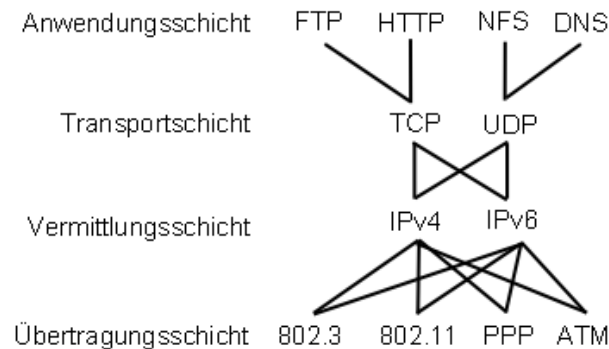 Anwendungsschicht FTP HTTP NFS DNS
Transportschicht TCP UDP
Vermittlungsschicht IPv4 IPv6
Übertragungsschicht 802.3 802.11 PPP ATM